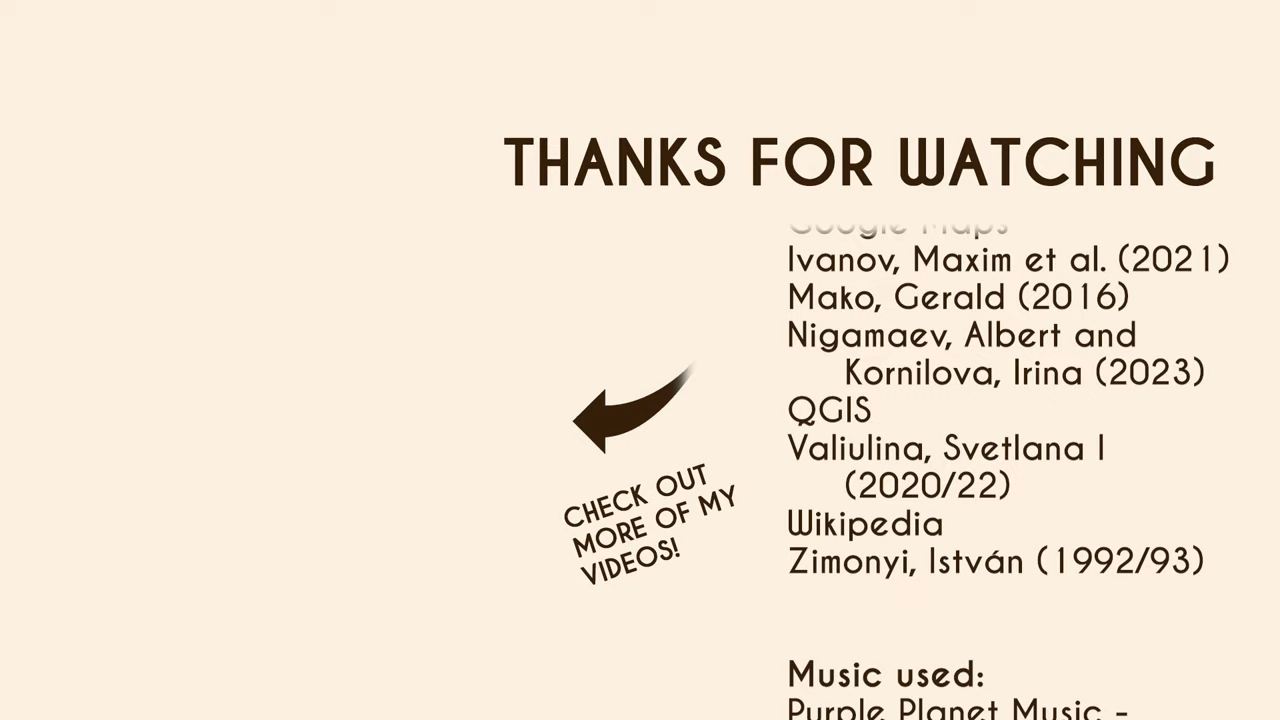 THANKS FOR WATCHING
Google Maps
Ivanov, Maxim et al. (2021)
Mako, Gerald (2016)
Nigamaev, Albert and
Kornilova, Irina (2023)
QGIS
Valiulina, Svetlana I
(2020/22)
Wikipedia
Zimonyi, István (1992/93)
CHECK OUT
MORE OF MY
VIDEOS!
Music used:
Purple Planet Music -